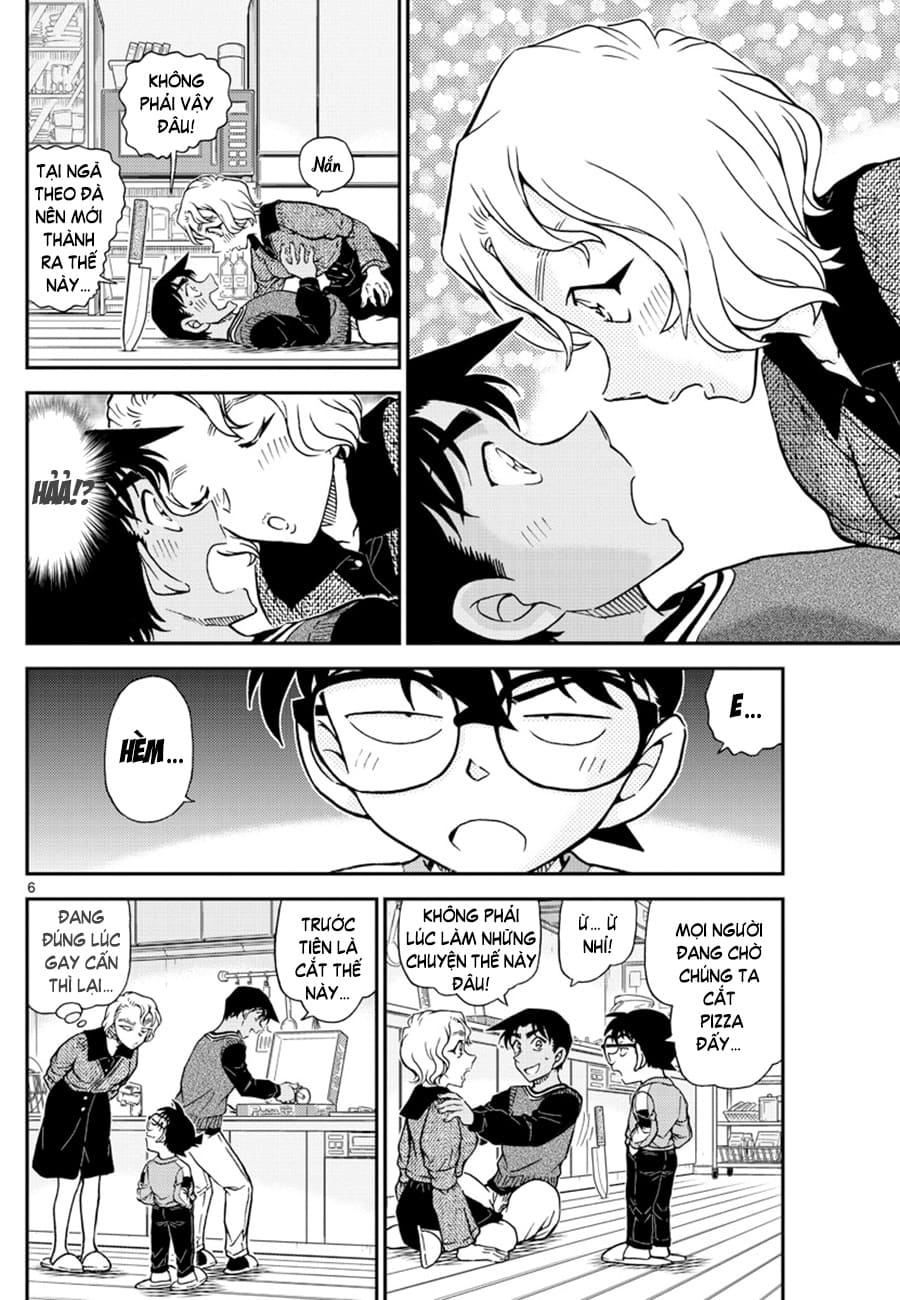 KHÔNG
PHẢI VẬY
ĐÂU!
TẠI NGÃ
THEO ĐÀ
NÊN MỚI
THÀNH
RA THẾ
NÀY...
Nắn
HẢẢ!?
E...
HÈM...
6
MỌI NGƯỜI
ĐANG CHỜ
CHÚNG TA
CẮT
PIZZA
ĐẤY...
Ừ... Ừ
NHỈ!
KHÔNG PHẢI
LÚC LÀM NHỮNG
CHUYỆN THẾ NÀY
ĐÂU!
TRƯỚC
TIÊN LÀ
CẮT THẾ
NÀY...
ĐANG
ĐÚNG LÚC
GAY CẤN
THÌ LẠI...